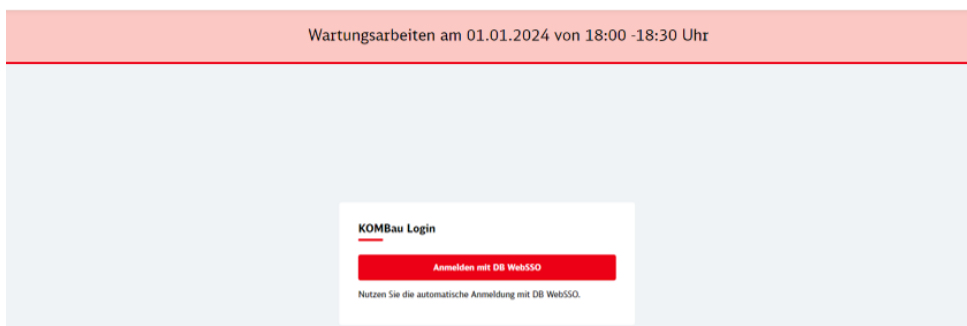 Wartungsarbeiten am 01.01.2024 von 18:00 -18:30 Uhr
KOMBau Login
Anmelden mit DB WebSSO
Nutzen Sie die automatische Anmeldung mit DB WebSSO.